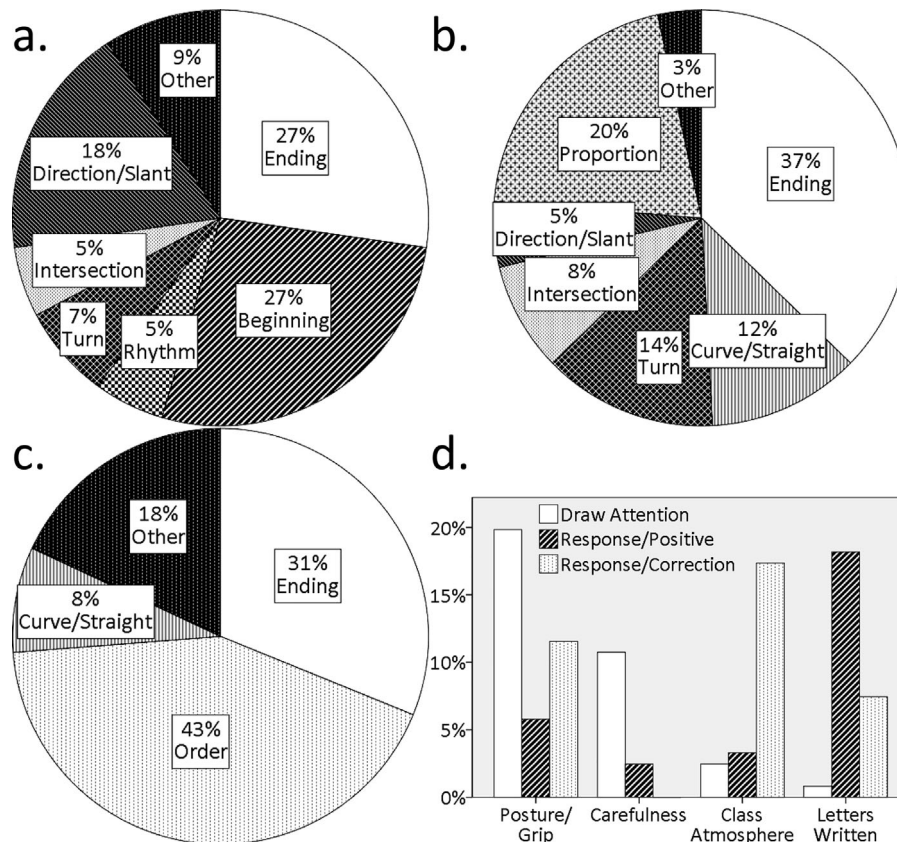 a.
9%
Other
27%
Ending
18%
Direction/Slant
5%
Intersection
27%
Beginning
7%
Turn
5%
Rhythm
b.
3%
Other
20%
Proportion
37%
Ending
5%
Direction/Slant
8%
Intersection
12%
Curve/Straight
14%
Turn
c.
18%
Other
31%
Ending
8%
Curve/Straight
43%
Order
d.
Draw Attention
Response/Positive
Response/Correction
20%
15%
10%
5%
0%
Posture/
Grip
Carefulness
Class
Atmosphere
Letters
Written